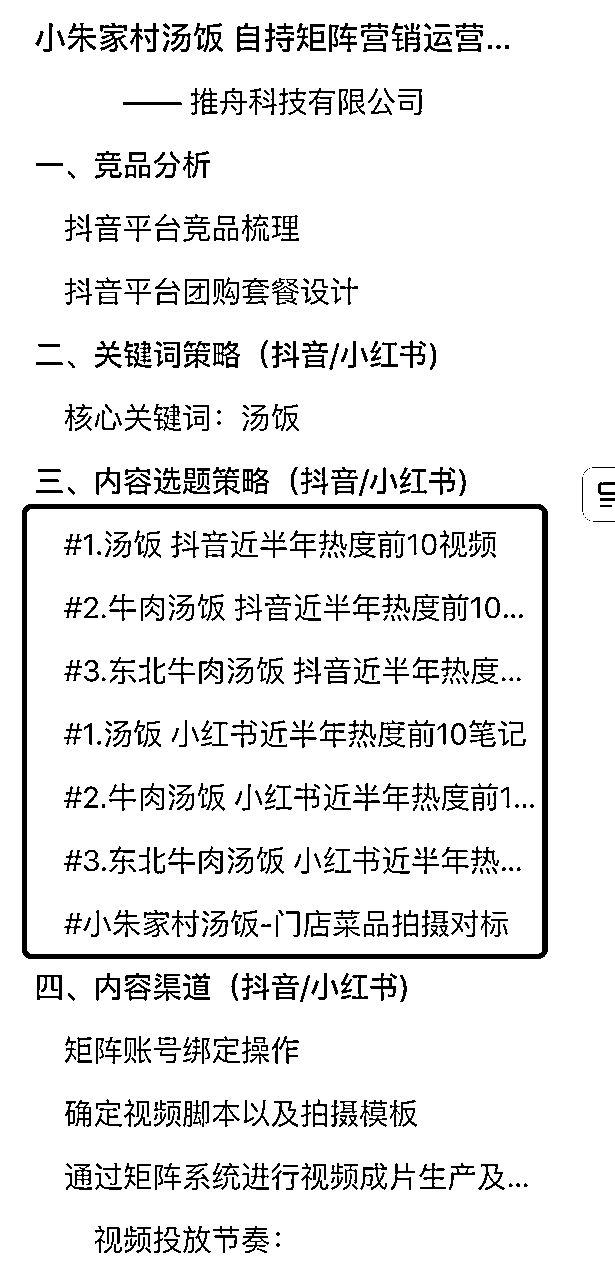 小朱家村汤饭 自持矩阵营销运营...
—— 推舟科技有限公司
一、竞品分析
抖音平台竞品梳理
抖音平台团购套餐设计
二、关键词策略（抖音/小红书）
核心关键词：汤饭
三、内容选题策略（抖音/小红书）
#1.汤饭 抖音近半年热度前10视频
#2.牛肉汤饭 抖音近半年热度前10...
#3.东北牛肉汤饭 抖音近半年热度...
#1.汤饭 小红书近半年热度前10笔记
#2.牛肉汤饭 小红书近半年热度前1...
#3.东北牛肉汤饭 小红书近半年热...
#小朱家村汤饭-门店菜品拍摄对标
四、内容渠道（抖音/小红书）
矩阵账号绑定操作
确定视频脚本以及拍摄模板
通过矩阵系统进行视频成片生产及...
视频投放节奏：